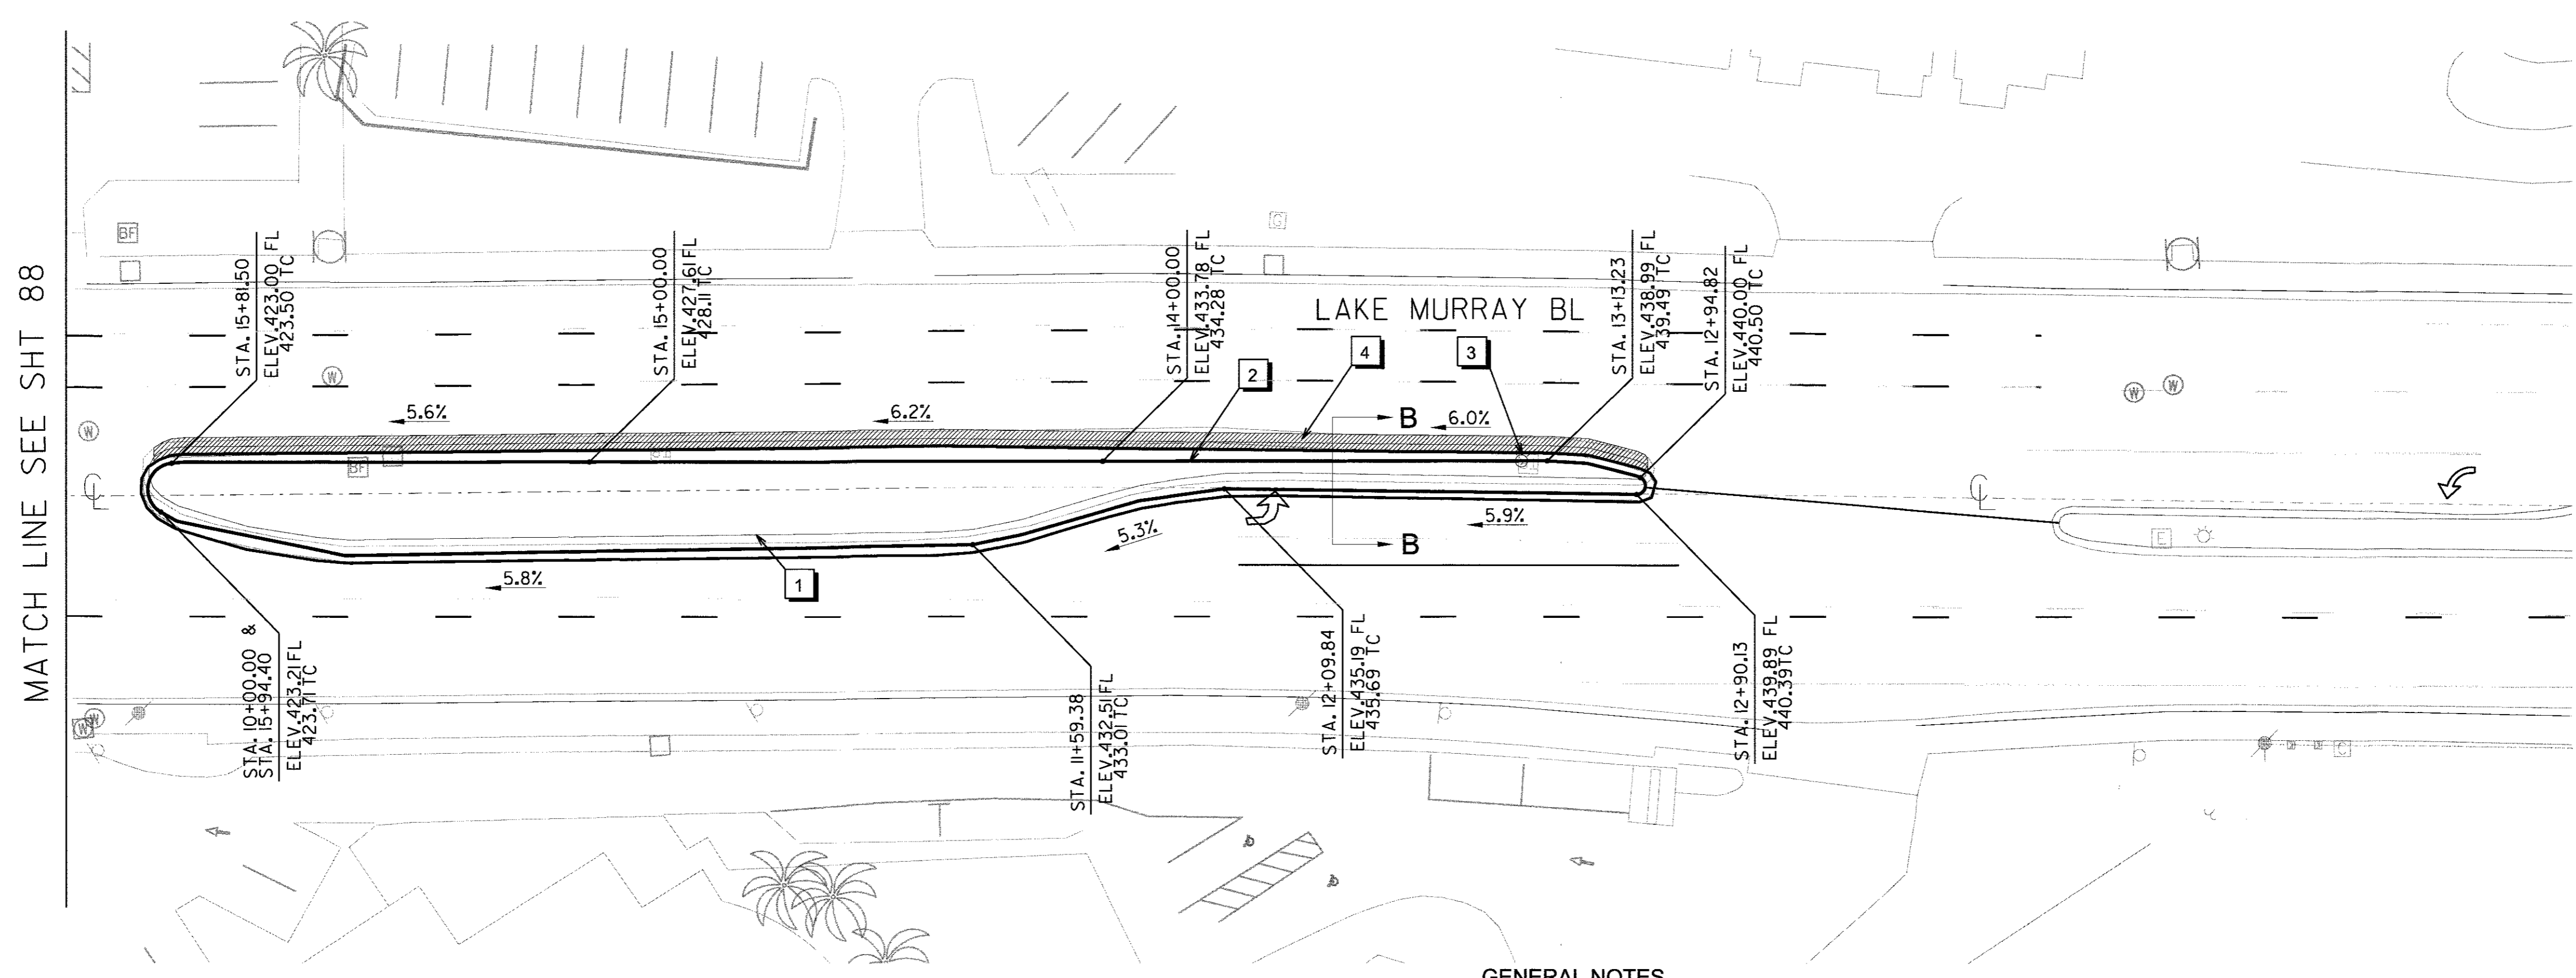 MATCH LINE SEE SHT 88
BF
STA. 15+81.50
ELEV. 423.00 FL
423.50 TC
STA. 15+00.00
ELEV. 427.61 FL
428.11 TC
STA. 14+00.00
ELEV. 433.78 FL
434.28 TC
G
LAKE MURRAY BL
STA. 13+13.23
ELEV. 438.99 FL
439.49 TC
STA. 12+94.82
ELEV. 440.00 FL
440.50 TC
W
2
4
3
W
W
W
5.6%
6.2%
B
6.0%
BF
CL
CL
5.3%
5.9%
B
E
5.8%
1
STA. 10+00.00 &
STA. 15+94.40
ELEV. 423.21 FL
423.71 TC
STA. 11+59.38
ELEV. 432.51 FL
433.01 TC
STA. 12+09.84
ELEV. 435.19 FL
435.69 TC
STA. 12+90.13
ELEV. 439.89 FL
440.39 TC
W
W
C
GENERAL NOTES